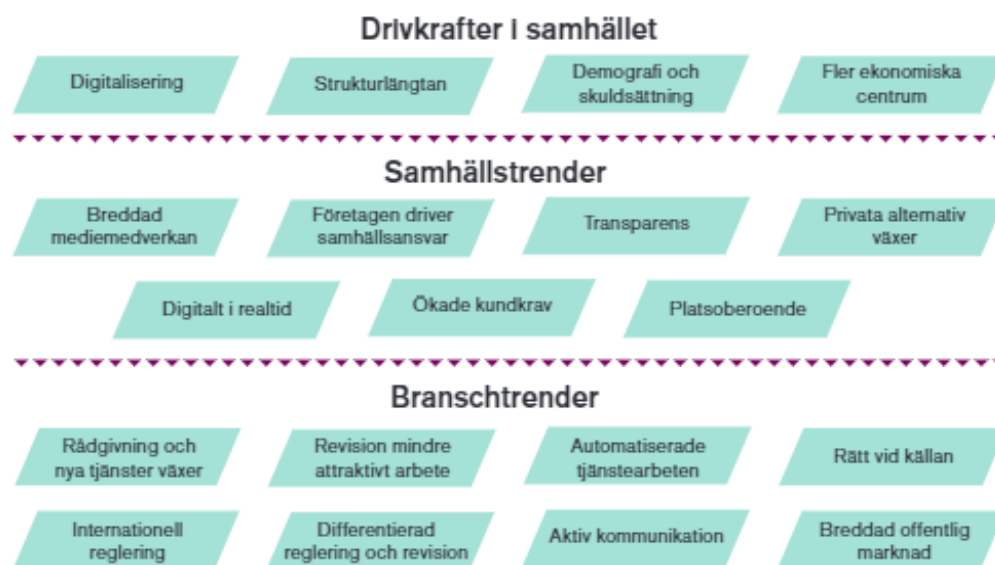 Drivkrafter i samhället
Digitalisering
Strukturlängtan
Demografi och
skuldsättning
Fler ekonomiska
centrum
Samhällstrender
Breddad
mediemedverkan
Företagen driver
samhällsansvar
Transparens
Privata alternativ
växer
Digitalt i realtid
Ökade kundkrav
Platsoberoende
Branschtrender
Rådgivning och
nya tjänster växer
Revision mindre
attraktivt arbete
Automatiserade
tjänstearbeten
Rätt vid källan
Internationell
reglering
Differentierad
reglering och revision
Aktiv kommunikation
Breddad offentlig
marknad